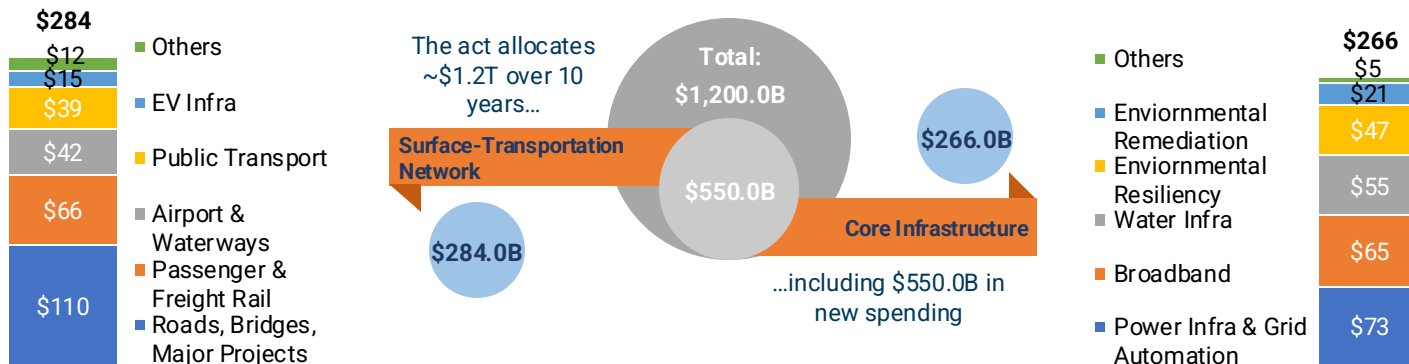 $284
$12
$15
$39
$42
$66
$110
Others
EV Infra
Public Transport
Airport &
Waterways
Passenger &
Freight Rail
Roads, Bridges,
Major Projects
The act allocates
~$1.2T over 10
years...
Surface-Transportation
Network
$284.0B
Total:
$1,200.0B
$550.0B
$266.0B
Core Infrastructure
...including $550.0B in
new spending
Others
Enviornmental
Remediation
Enviornmental
Resiliency
Water Infra
Broadband
Power Infra & Grid
Automation
$266
$5
$21
$47
$55
$65
$73